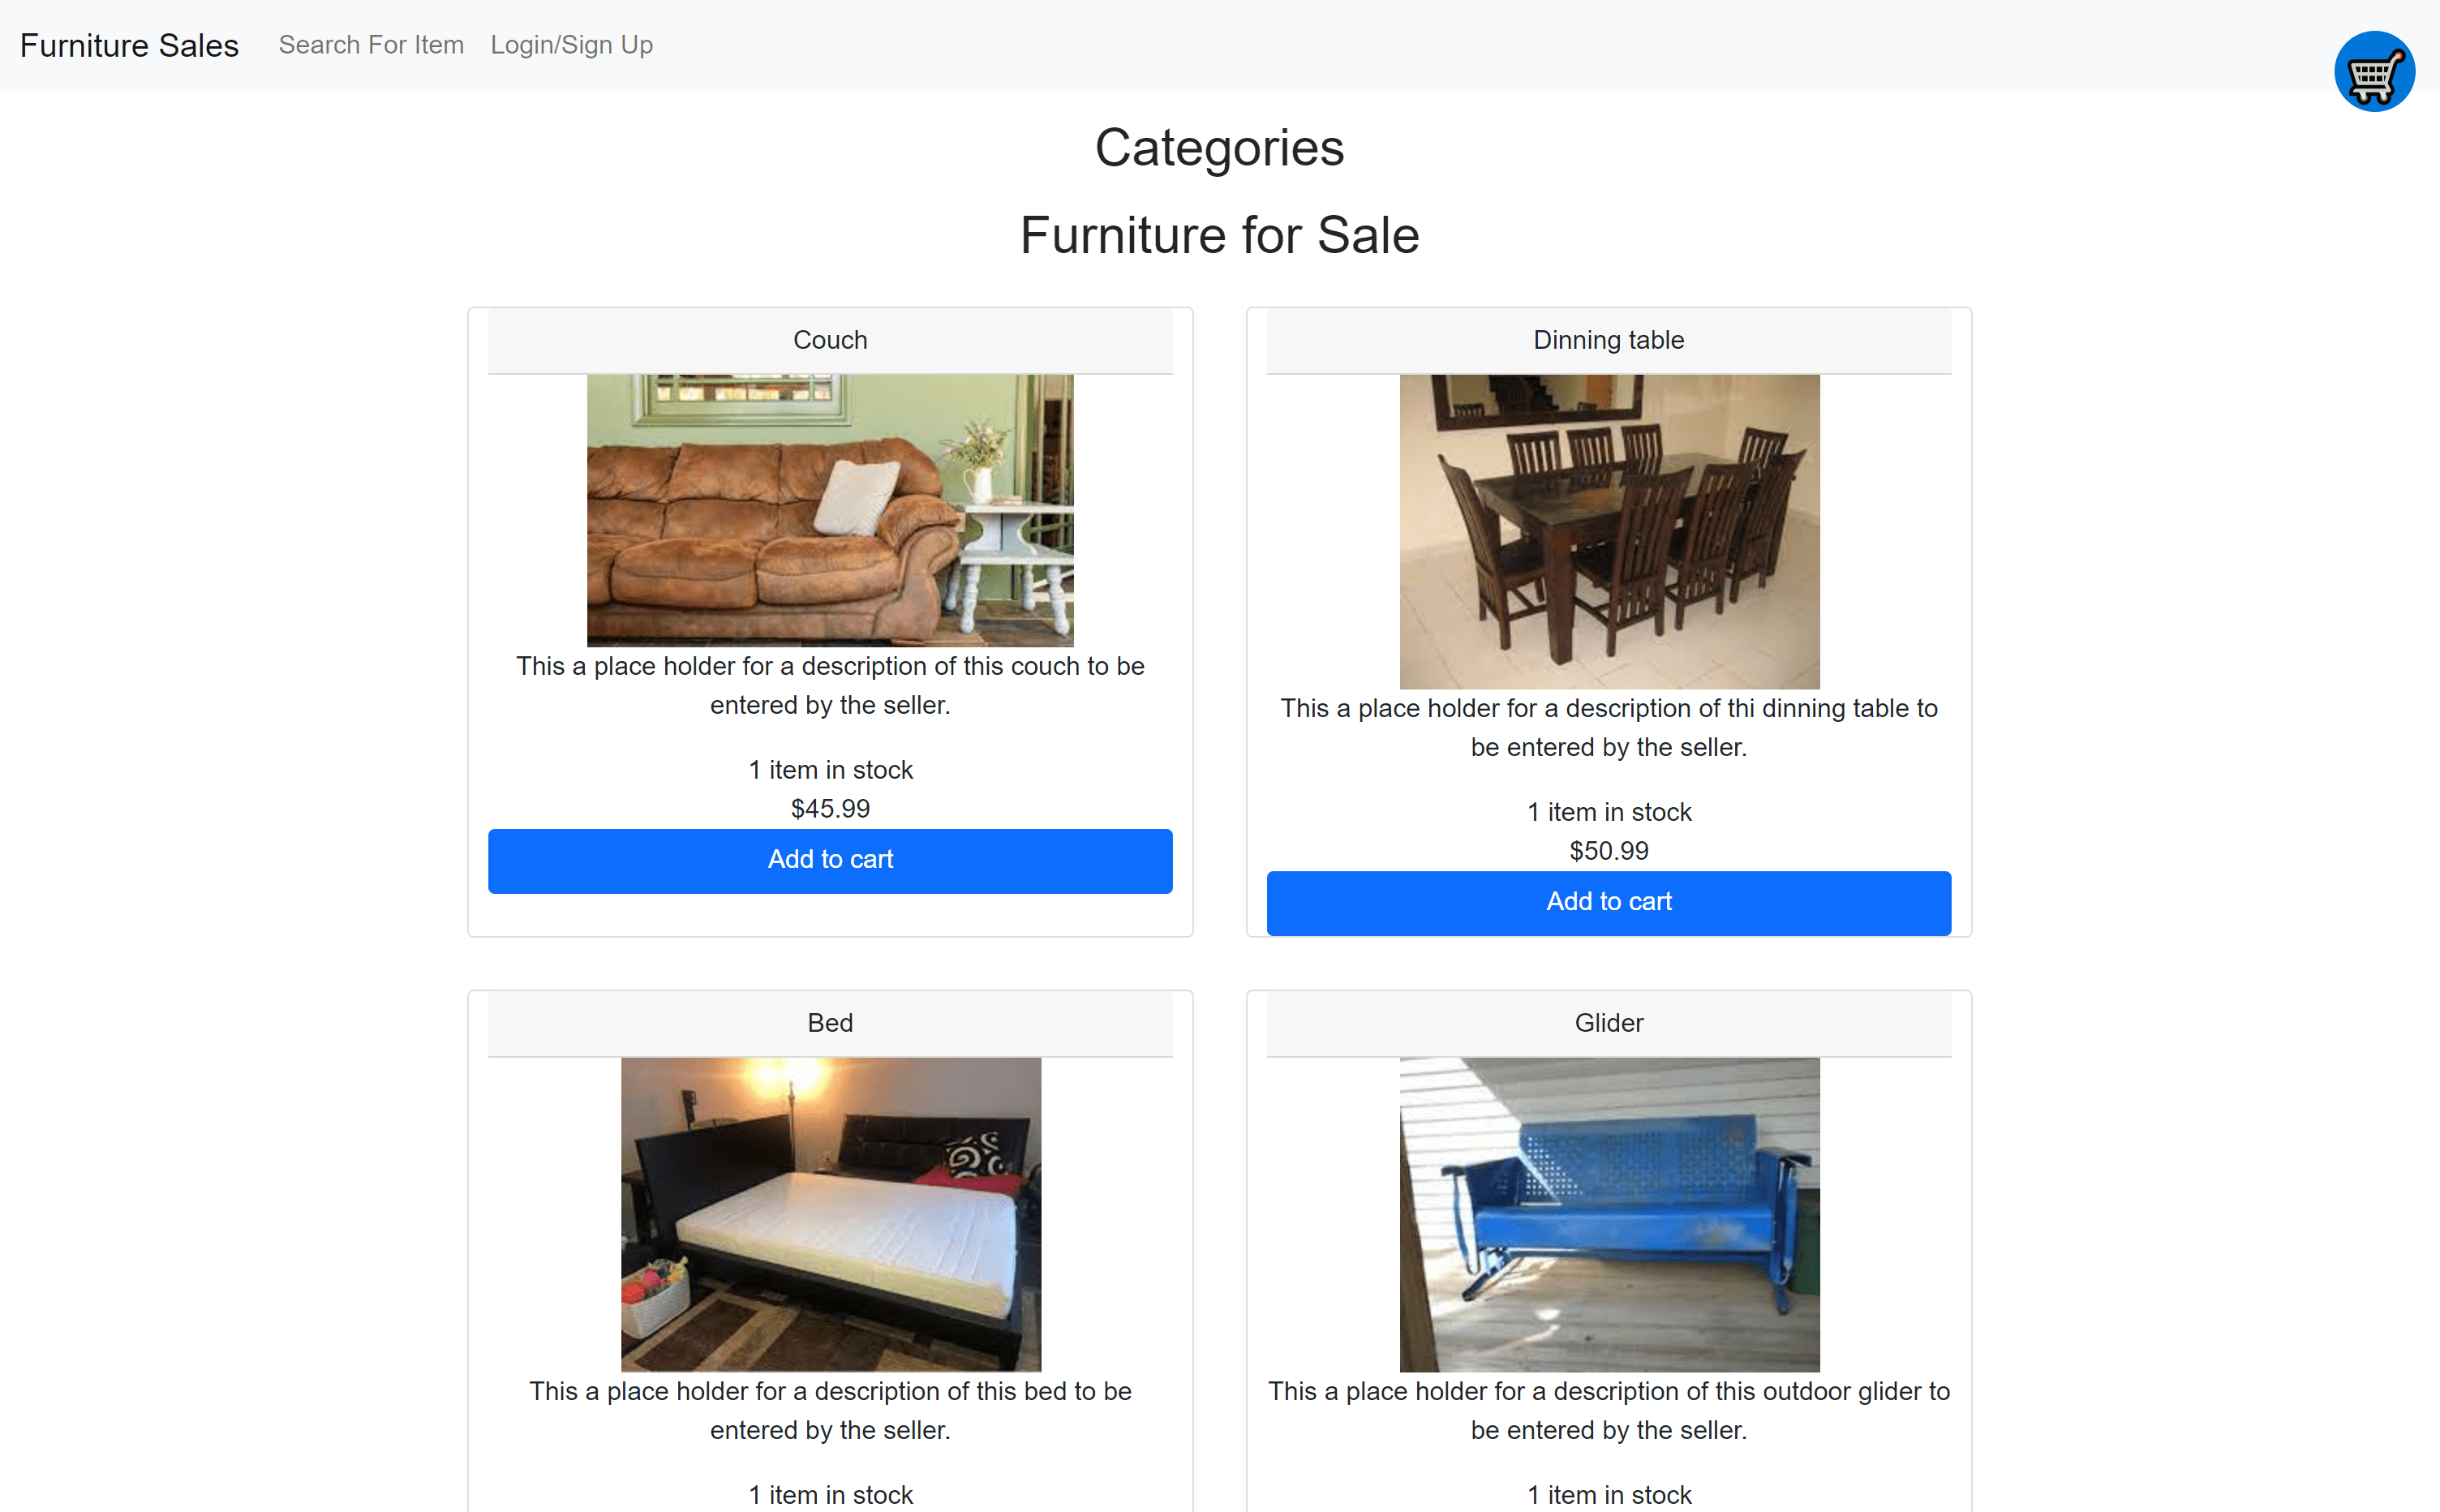 Furniture Sales Search For Item Login/Sign Up
Categories
Furniture for Sale
Couch
This a place holder for a description of this couch to be
entered by the seller.
1 item in stock
$45.99
Add to cart
Dinning table
This a place holder for a description of thi dinning table to
be entered by the seller.
1 item in stock
$50.99
Add to cart
Bed
This a place holder for a description of this bed to be
entered by the seller.
1 item in stock
Glider
This a place holder for a description of this outdoor glider to
be entered by the seller.
1 item in stock